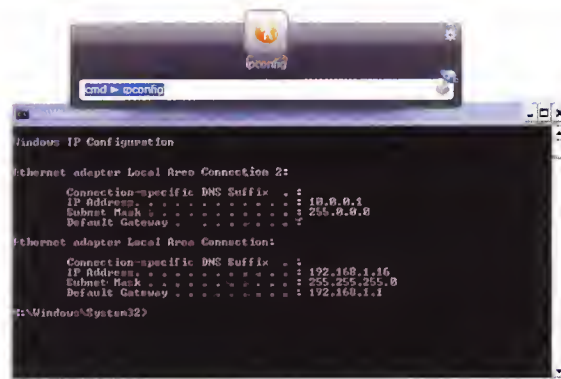 ipconfig
cmd ► ipconfig
Windows IP Configuration
Ethernet adapter Local Area Connection 2:
Connection-specific DNS Suffix . :
IP Address. . . . . . . . . . . . : 10.0.0.1
Subnet Mask . . . . . . . . . . . : 255.0.0.0
Default Gateway . . . . . . . . . :
Ethernet adapter Local Area Connection:
Connection-specific DNS Suffix . :
IP Address. . . . . . . . . . . . : 192.168.1.16
Subnet Mask . . . . . . . . . . . : 255.255.255.0
Default Gateway . . . . . . . . . : 192.168.1.1
C:\Windows\System32>